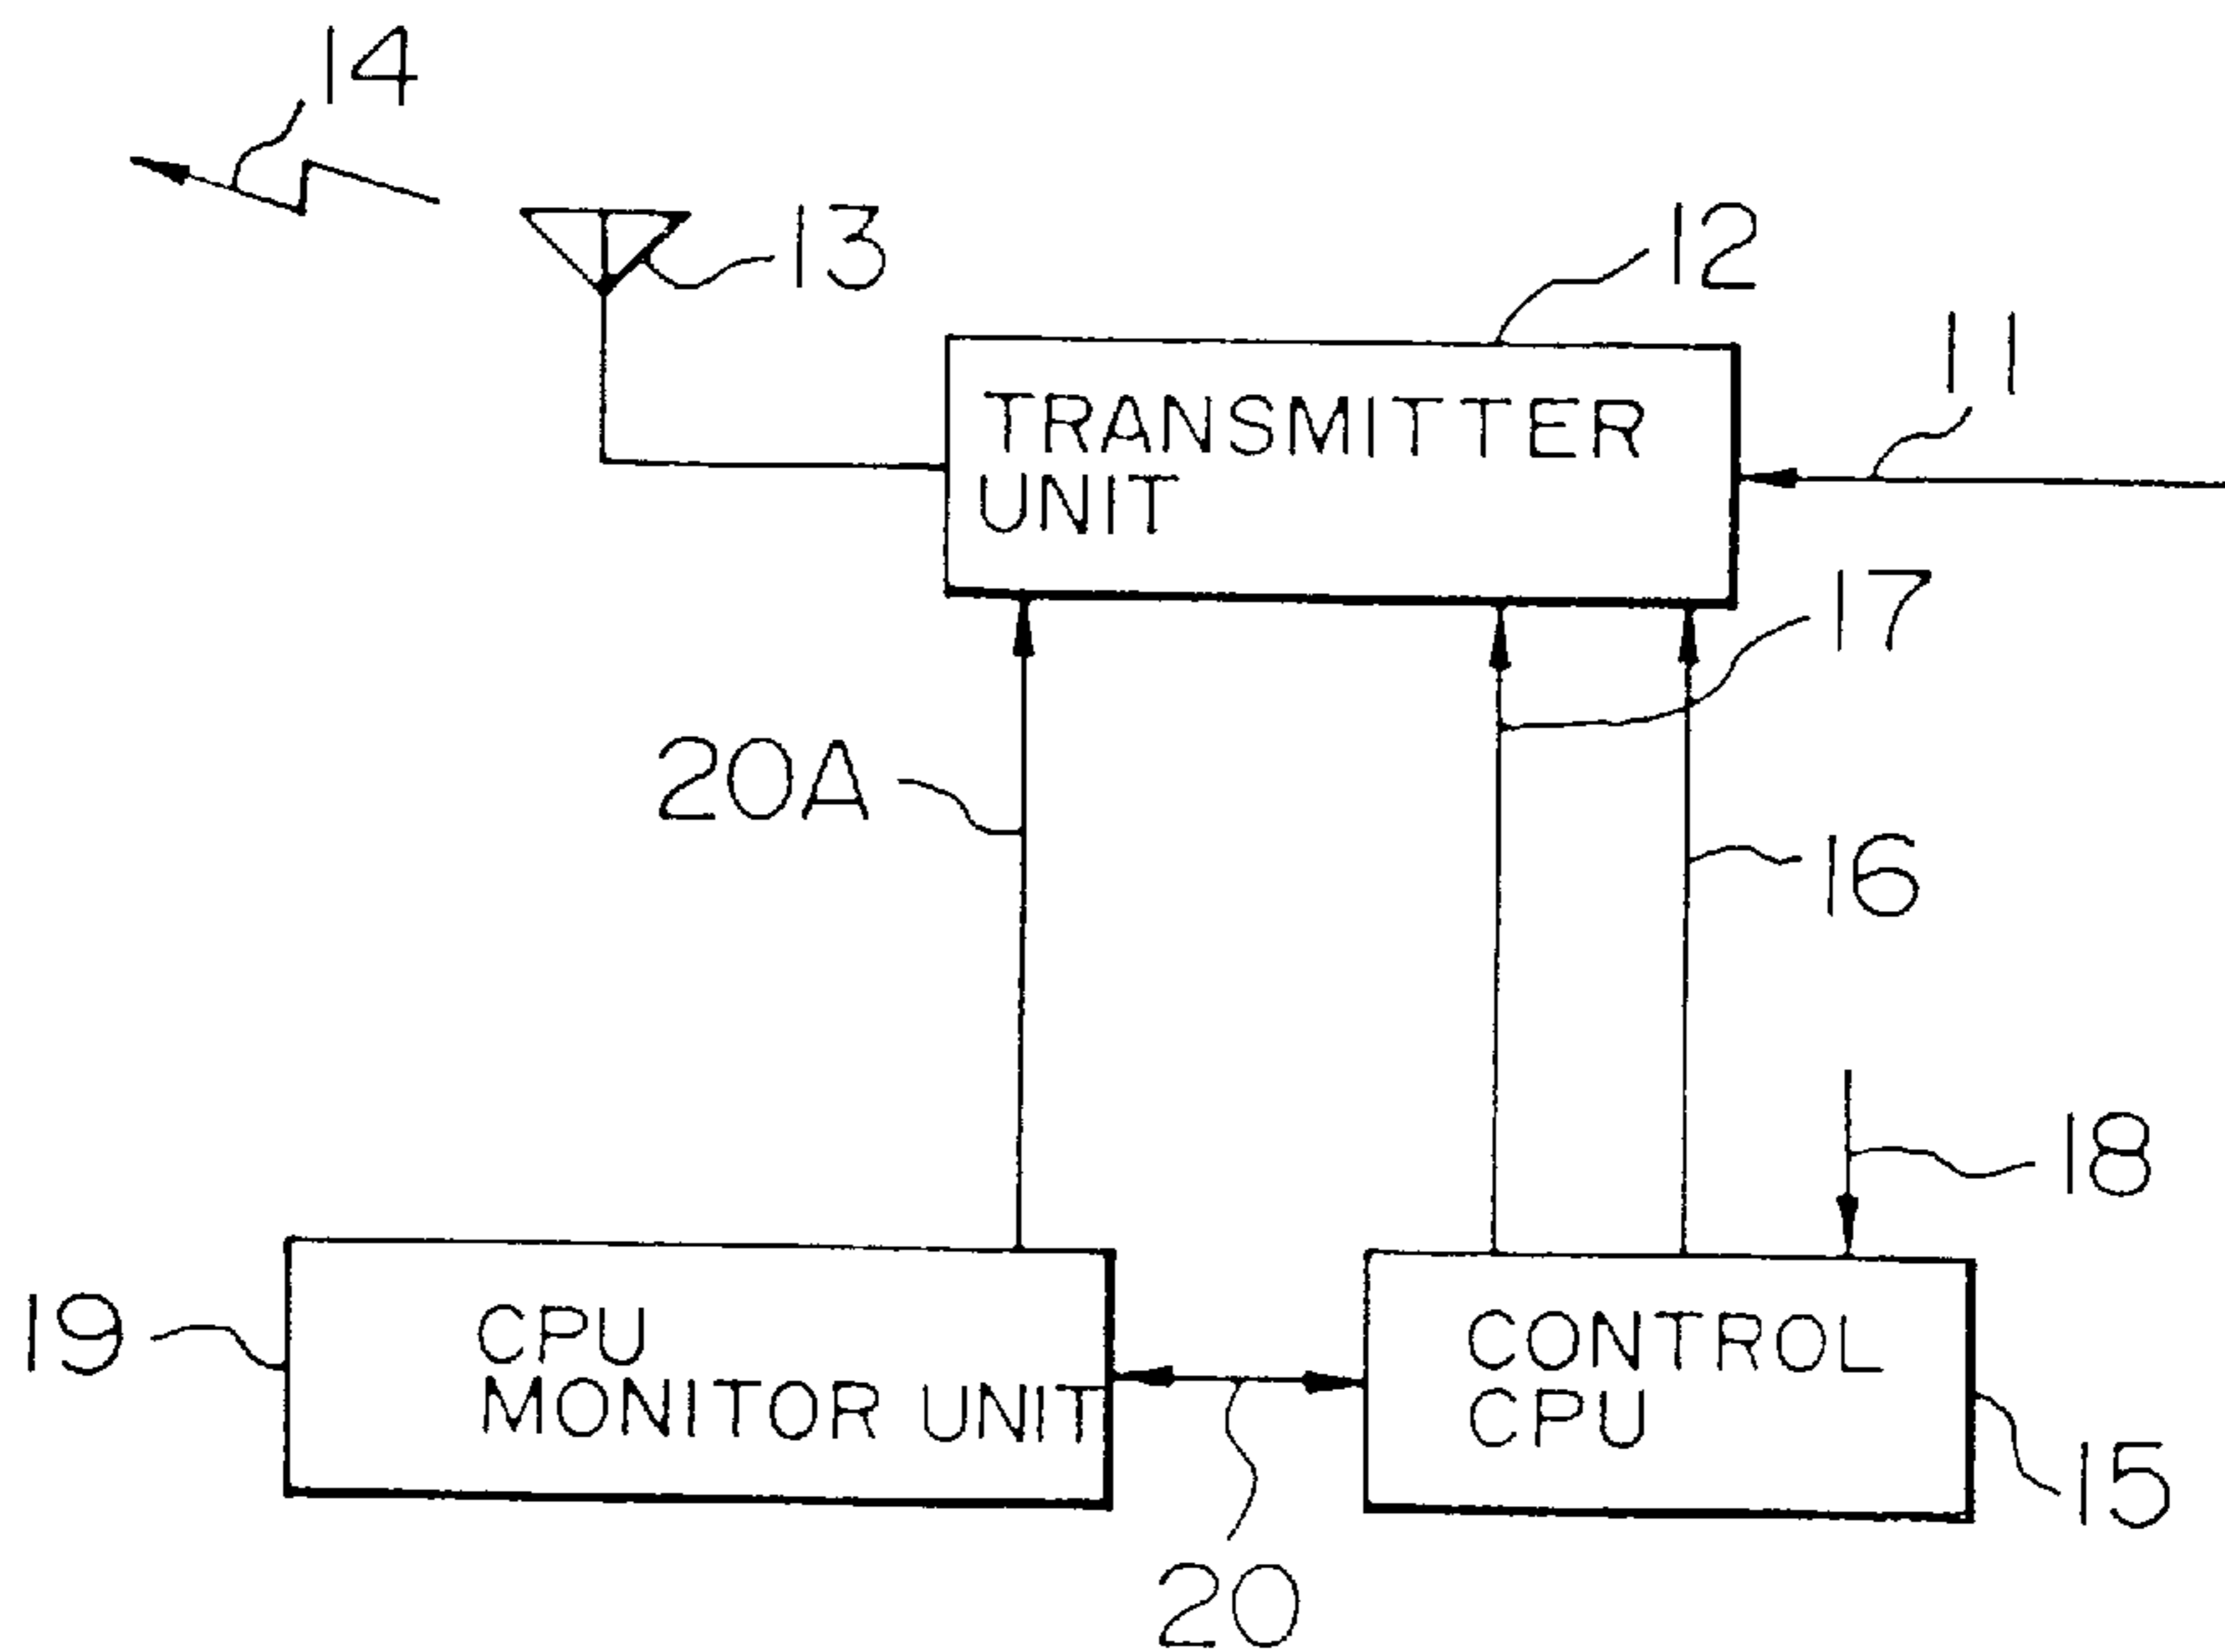 14
13
12
11
TRANSMITTER
UNIT
17
20A
16
18
19
CPU
MONITOR UNIT
CONTROL
CPU
15
20